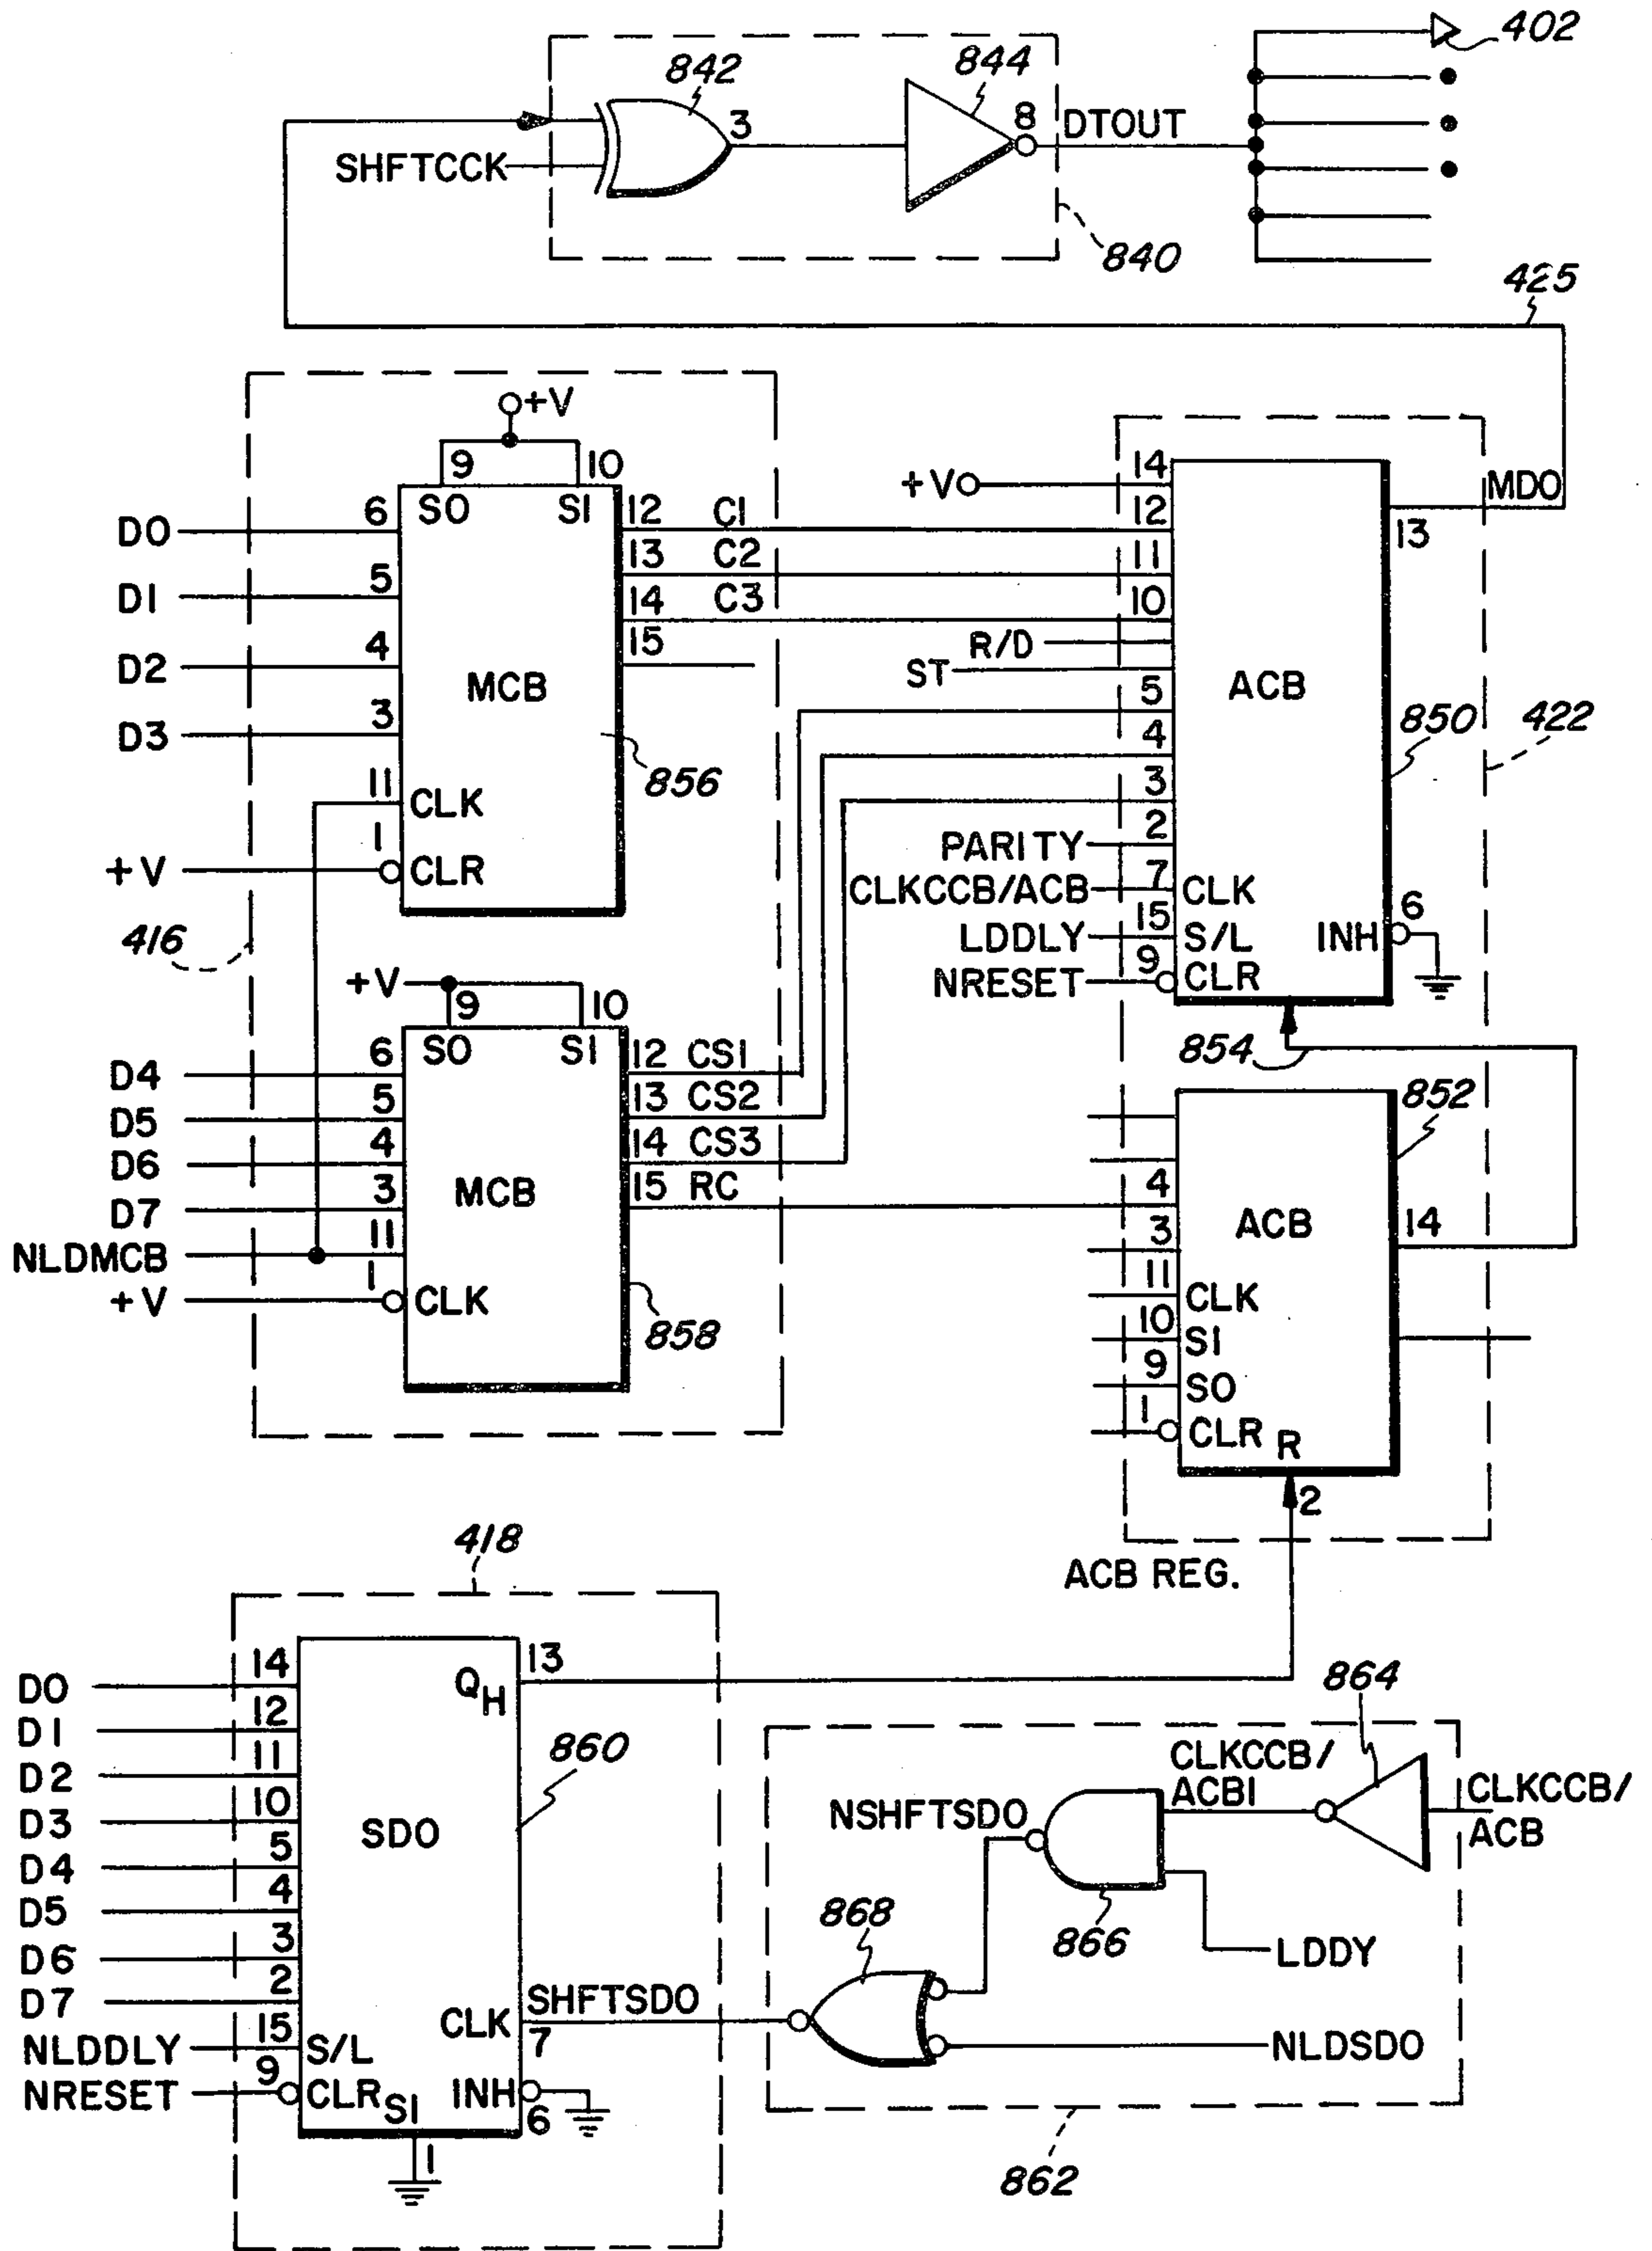 842
844
402
3
8
DTOUT
SHFTCCK
840
425
+V
9
10
SO
SI
+V
14
MDO
D0
6
12
C1
12
13
D1
5
13
C2
11
14
C3
10
D2
4
15
R/D
ST
MCB
ACB
5
850
422
D3
3
4
856
11
CLK
3
1
PARITY
2
+V
CLR
CLKCCB/ACB
7
CLK
6
416
LDDLY
15
S/L
INH
+V
NRESET
9
CLR
9
10
SO
SI
854
D4
6
12
CS1
852
D5
5
13
CS2
D6
4
14
CS3
D7
3
MCB
15
RC
4
ACB
14
NLDMCB
11
3
+V
1
CLK
11
CLK
858
10
SI
9
SO
1
CLR
R
2
418
ACB REG.
D0
14
QH
13
864
D1
12
D2
11
860
CLKCCB/
ACBI
CLKCCB/
ACB
D3
10
SDO
NSHFTSDO
D4
5
D5
4
868
866
D6
3
LDDY
D7
2
CLK
SHFTSDO
7
NLDDLY
15
S/L
NLDSDO
NRESET
9
CLR
SI
INH
6
1
862